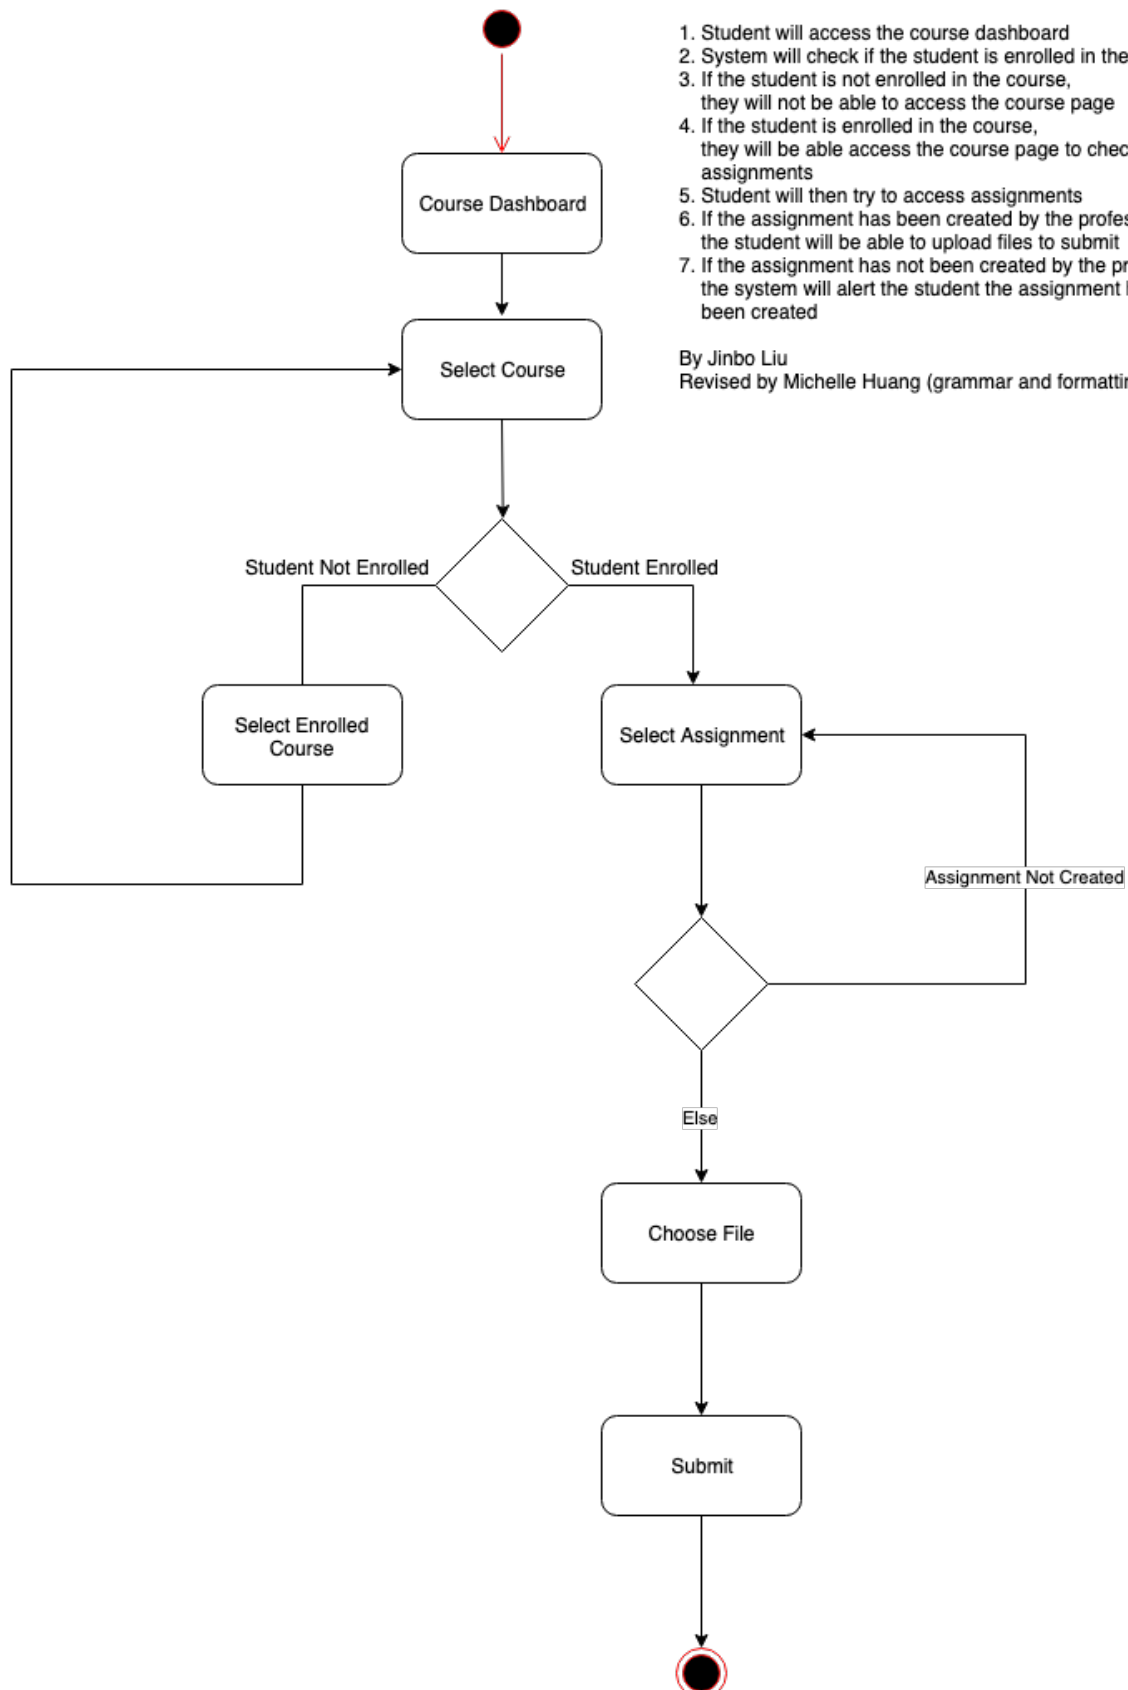 1. Student will access the course dashboard
2. System will check if the student is enrolled in the
3. If the student is not enrolled in the course,
they will not be able to access the course page
4. If the student is enrolled in the course,
they will be able access the course page to chec
assignments
5. Student will then try to access assignments
6. If the assignment has been created by the profes
the student will be able to upload files to submit
7. If the assignment has not been created by the pr
the system will alert the student the assignment
been created
By Jinbo Liu
Revised by Michelle Huang (grammar and formattin
Course Dashboard
Select Course
Student Not Enrolled
Student Enrolled
Select Enrolled
Course
Select Assignment
Assignment Not Created
Else
Choose File
Submit